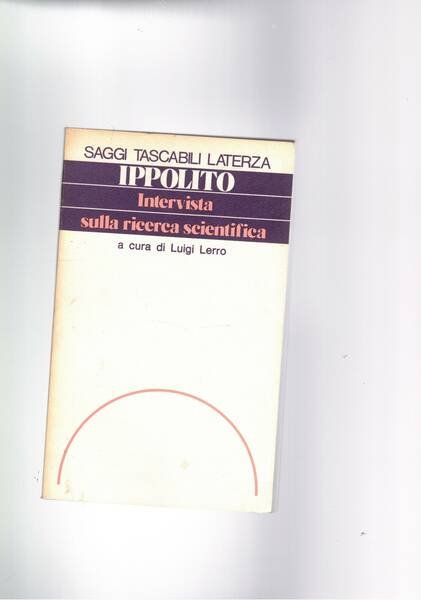 SAGGI TASCABILI LATERZA
IPPOLITO
Intervista
sulla ricerca scientifica
a cura di Luigi Lerro